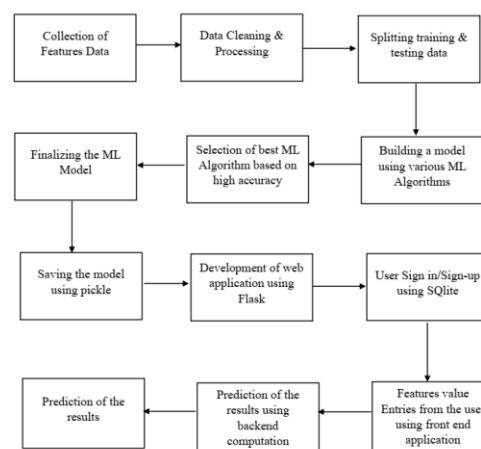 Collection of
Features Data
Data Cleaning &
Processing
Splitting training &
testing data
Building a model
using various ML
Algorithms
Selection of best ML
Algorithm based on
high accuracy
Finalizing the ML
Model
Saving the model
using pickle
Development of web
application using
Flask
User Sign in/Sign-up
using SQlite
Features value
Entries from the use
using front end
application
Prediction of the
results using
backend
computation
Prediction of the
results